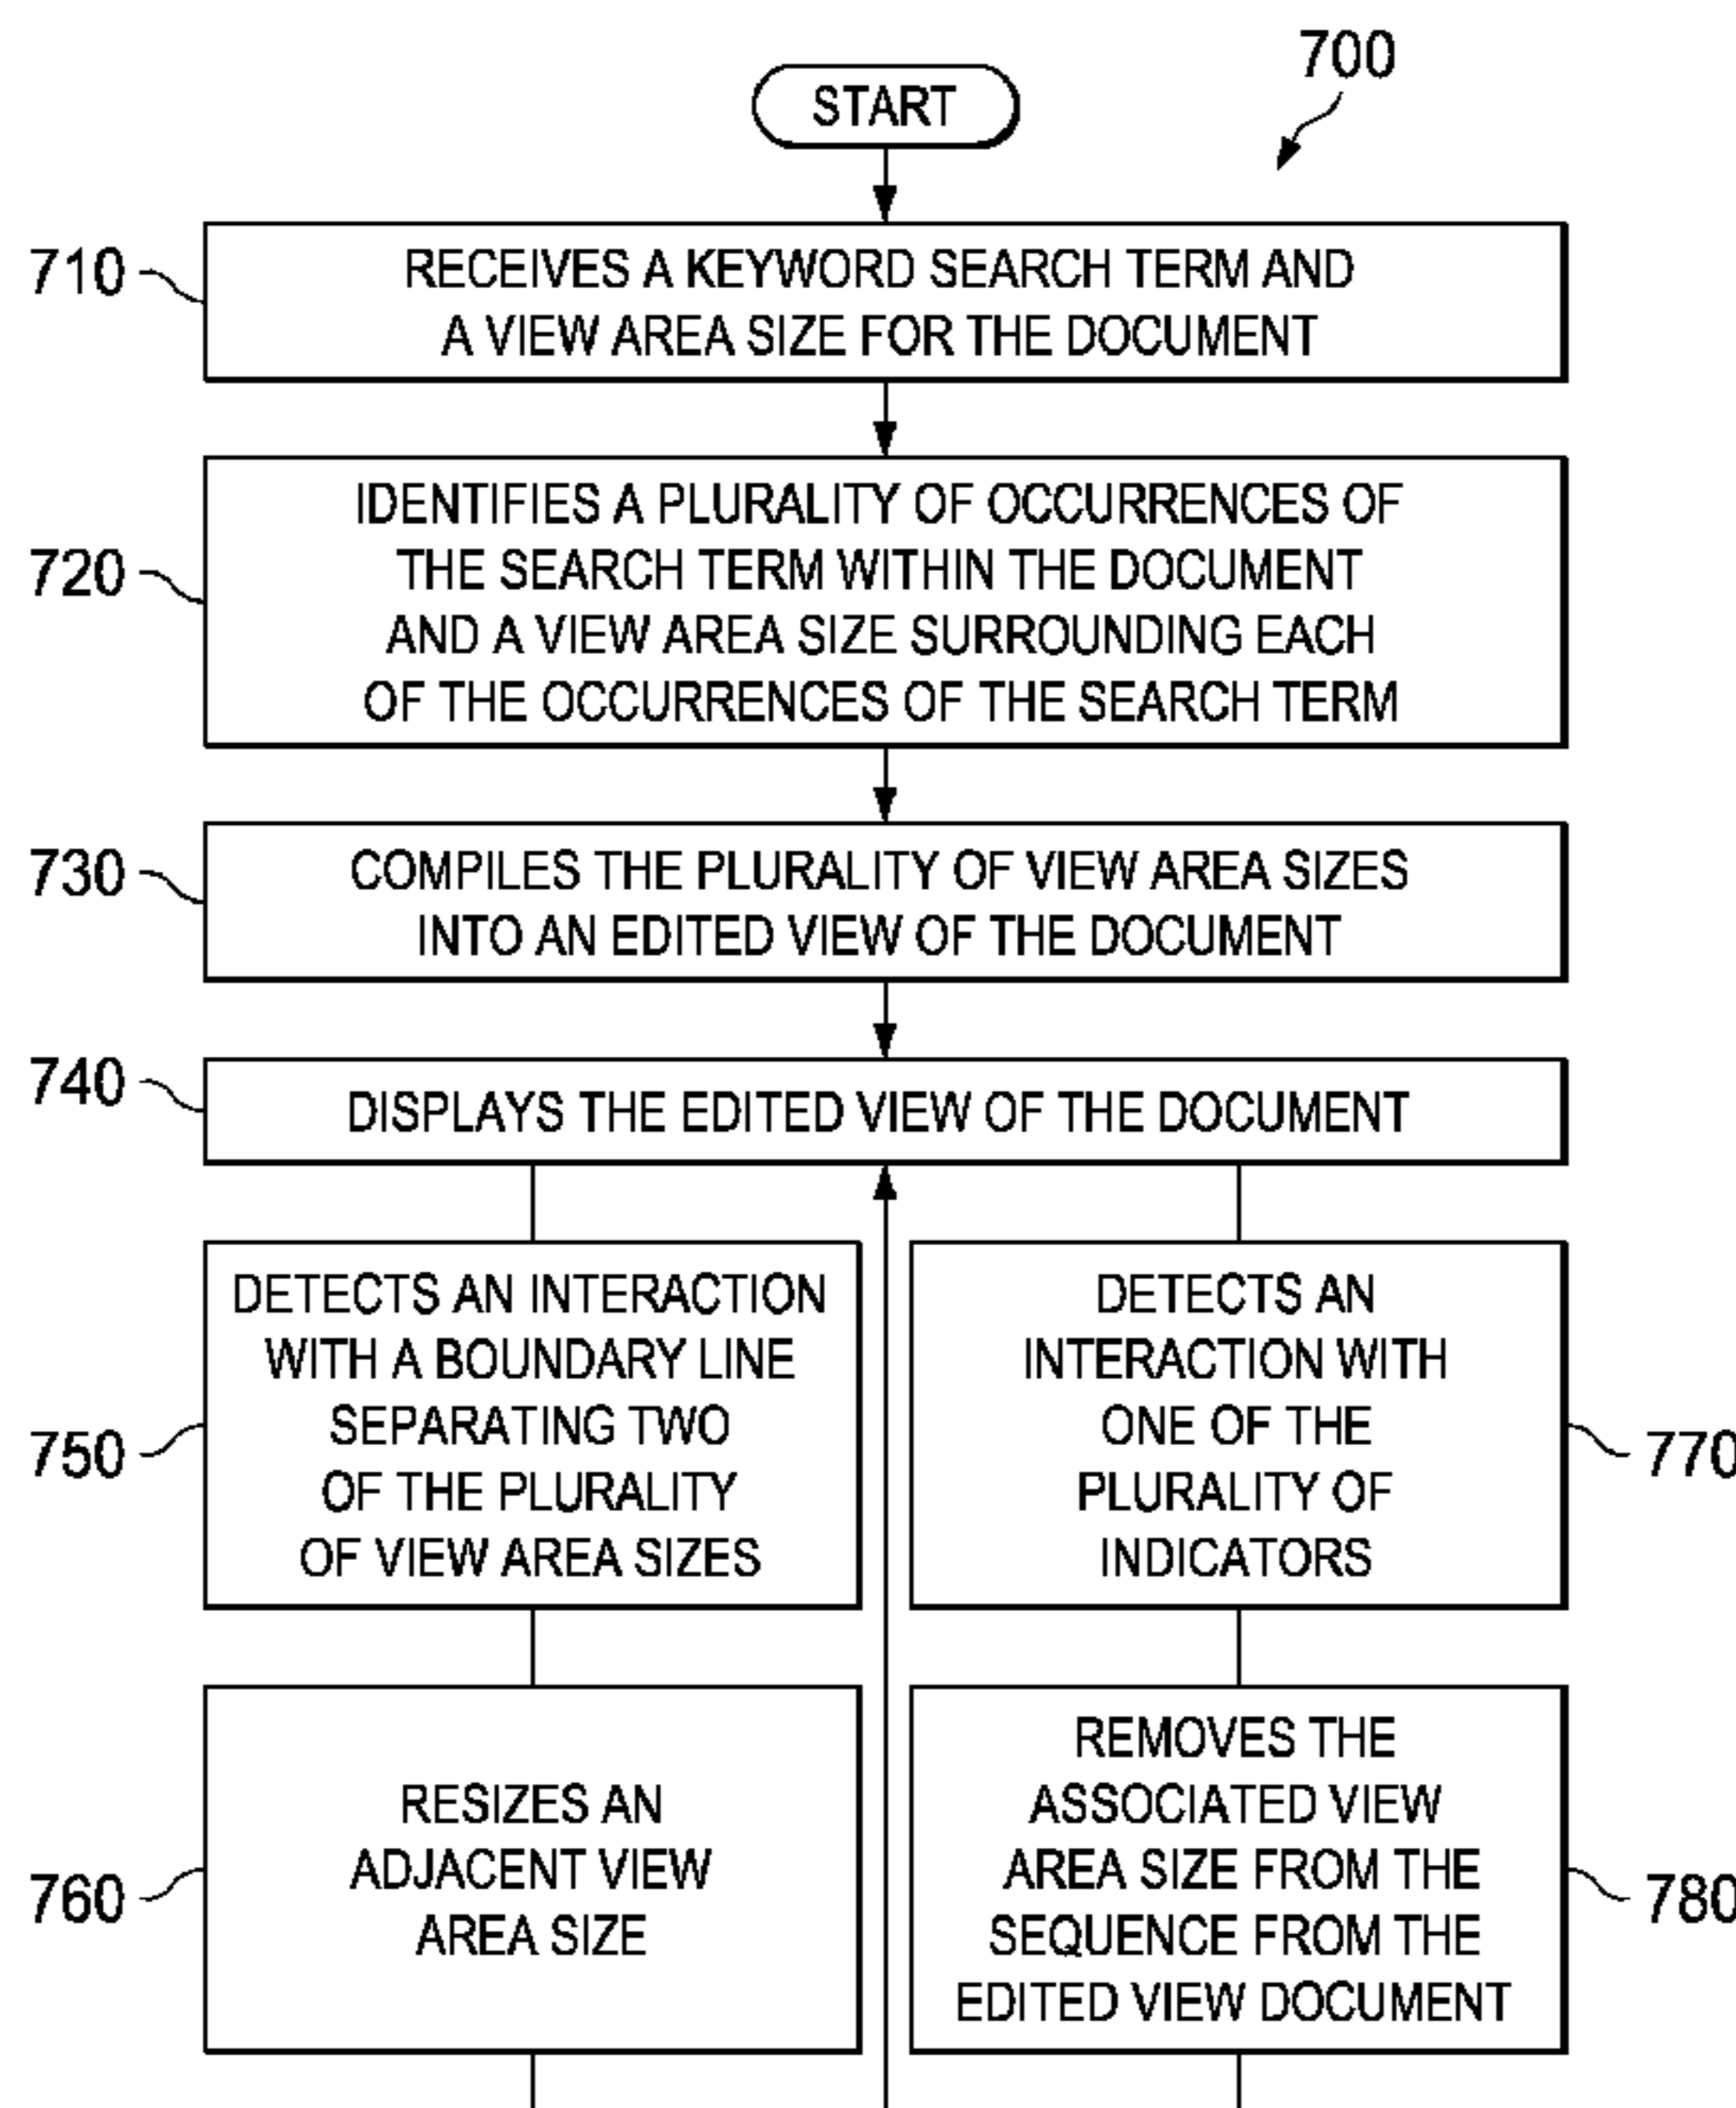 700
START
710
RECEIVES A KEYWORD SEARCH TERM AND
A VIEW AREA SIZE FOR THE DOCUMENT
720
IDENTIFIES A PLURALITY OF OCCURRENCES OF
THE SEARCH TERM WITHIN THE DOCUMENT
AND A VIEW AREA SIZE SURROUNDING EACH
OF THE OCCURRENCES OF THE SEARCH TERM
730
COMPILES THE PLURALITY OF VIEW AREA SIZES
INTO AN EDITED VIEW OF THE DOCUMENT
740
DISPLAYS THE EDITED VIEW OF THE DOCUMENT
750
DETECTS AN INTERACTION
WITH A BOUNDARY LINE
SEPARATING TWO
OF THE PLURALITY
OF VIEW AREA SIZES
DETECTS AN
INTERACTION WITH
ONE OF THE
PLURALITY OF
INDICATORS
770
760
RESIZES AN
ADJACENT VIEW
AREA SIZE
REMOVES THE
ASSOCIATED VIEW
AREA SIZE FROM THE
SEQUENCE FROM THE
EDITED VIEW DOCUMENT
780